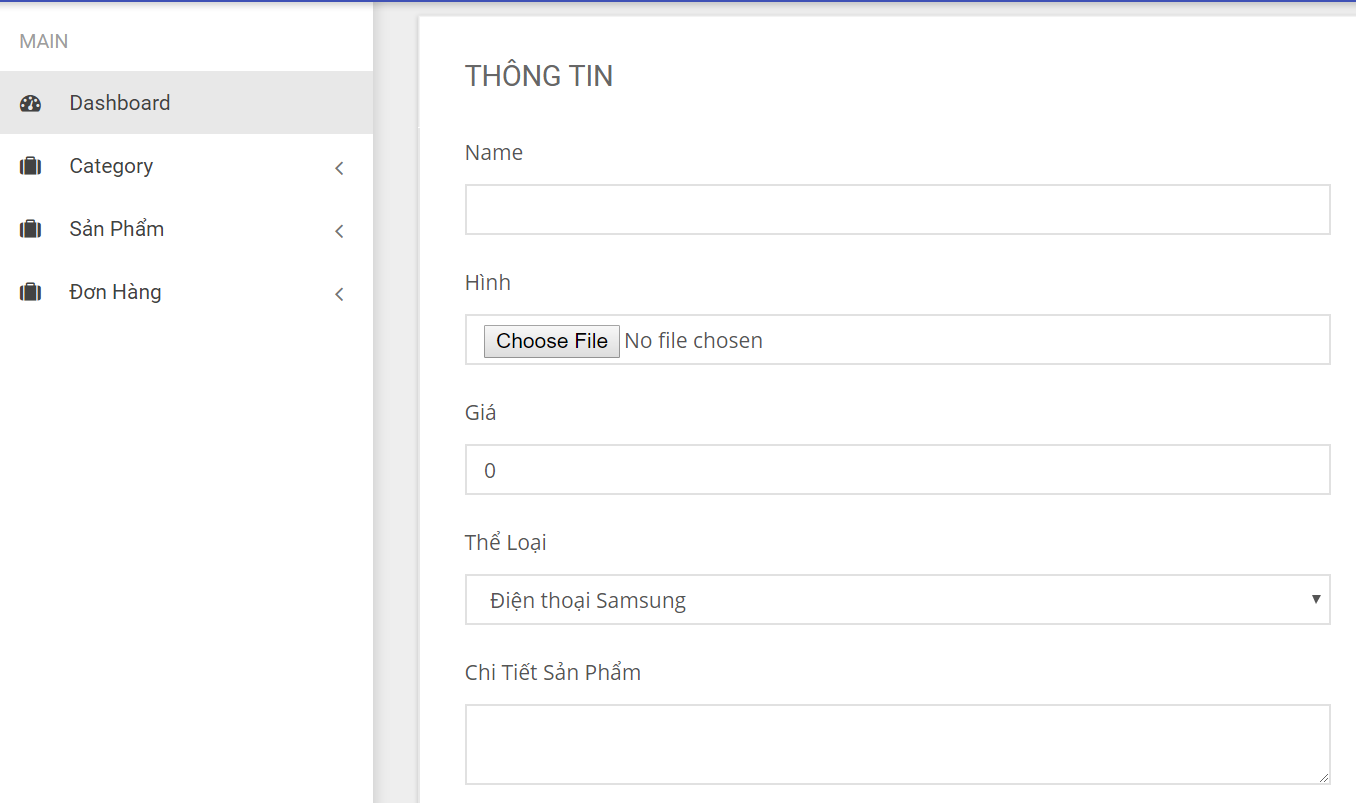 MAIN
Dashboard
Category
Sản Phẩm
Đơn Hàng
THÔNG TIN
Name
Hình
Choose File No file chosen
Giá
0
Thể Loại
Điện thoại Samsung
Chi Tiết Sản Phẩm